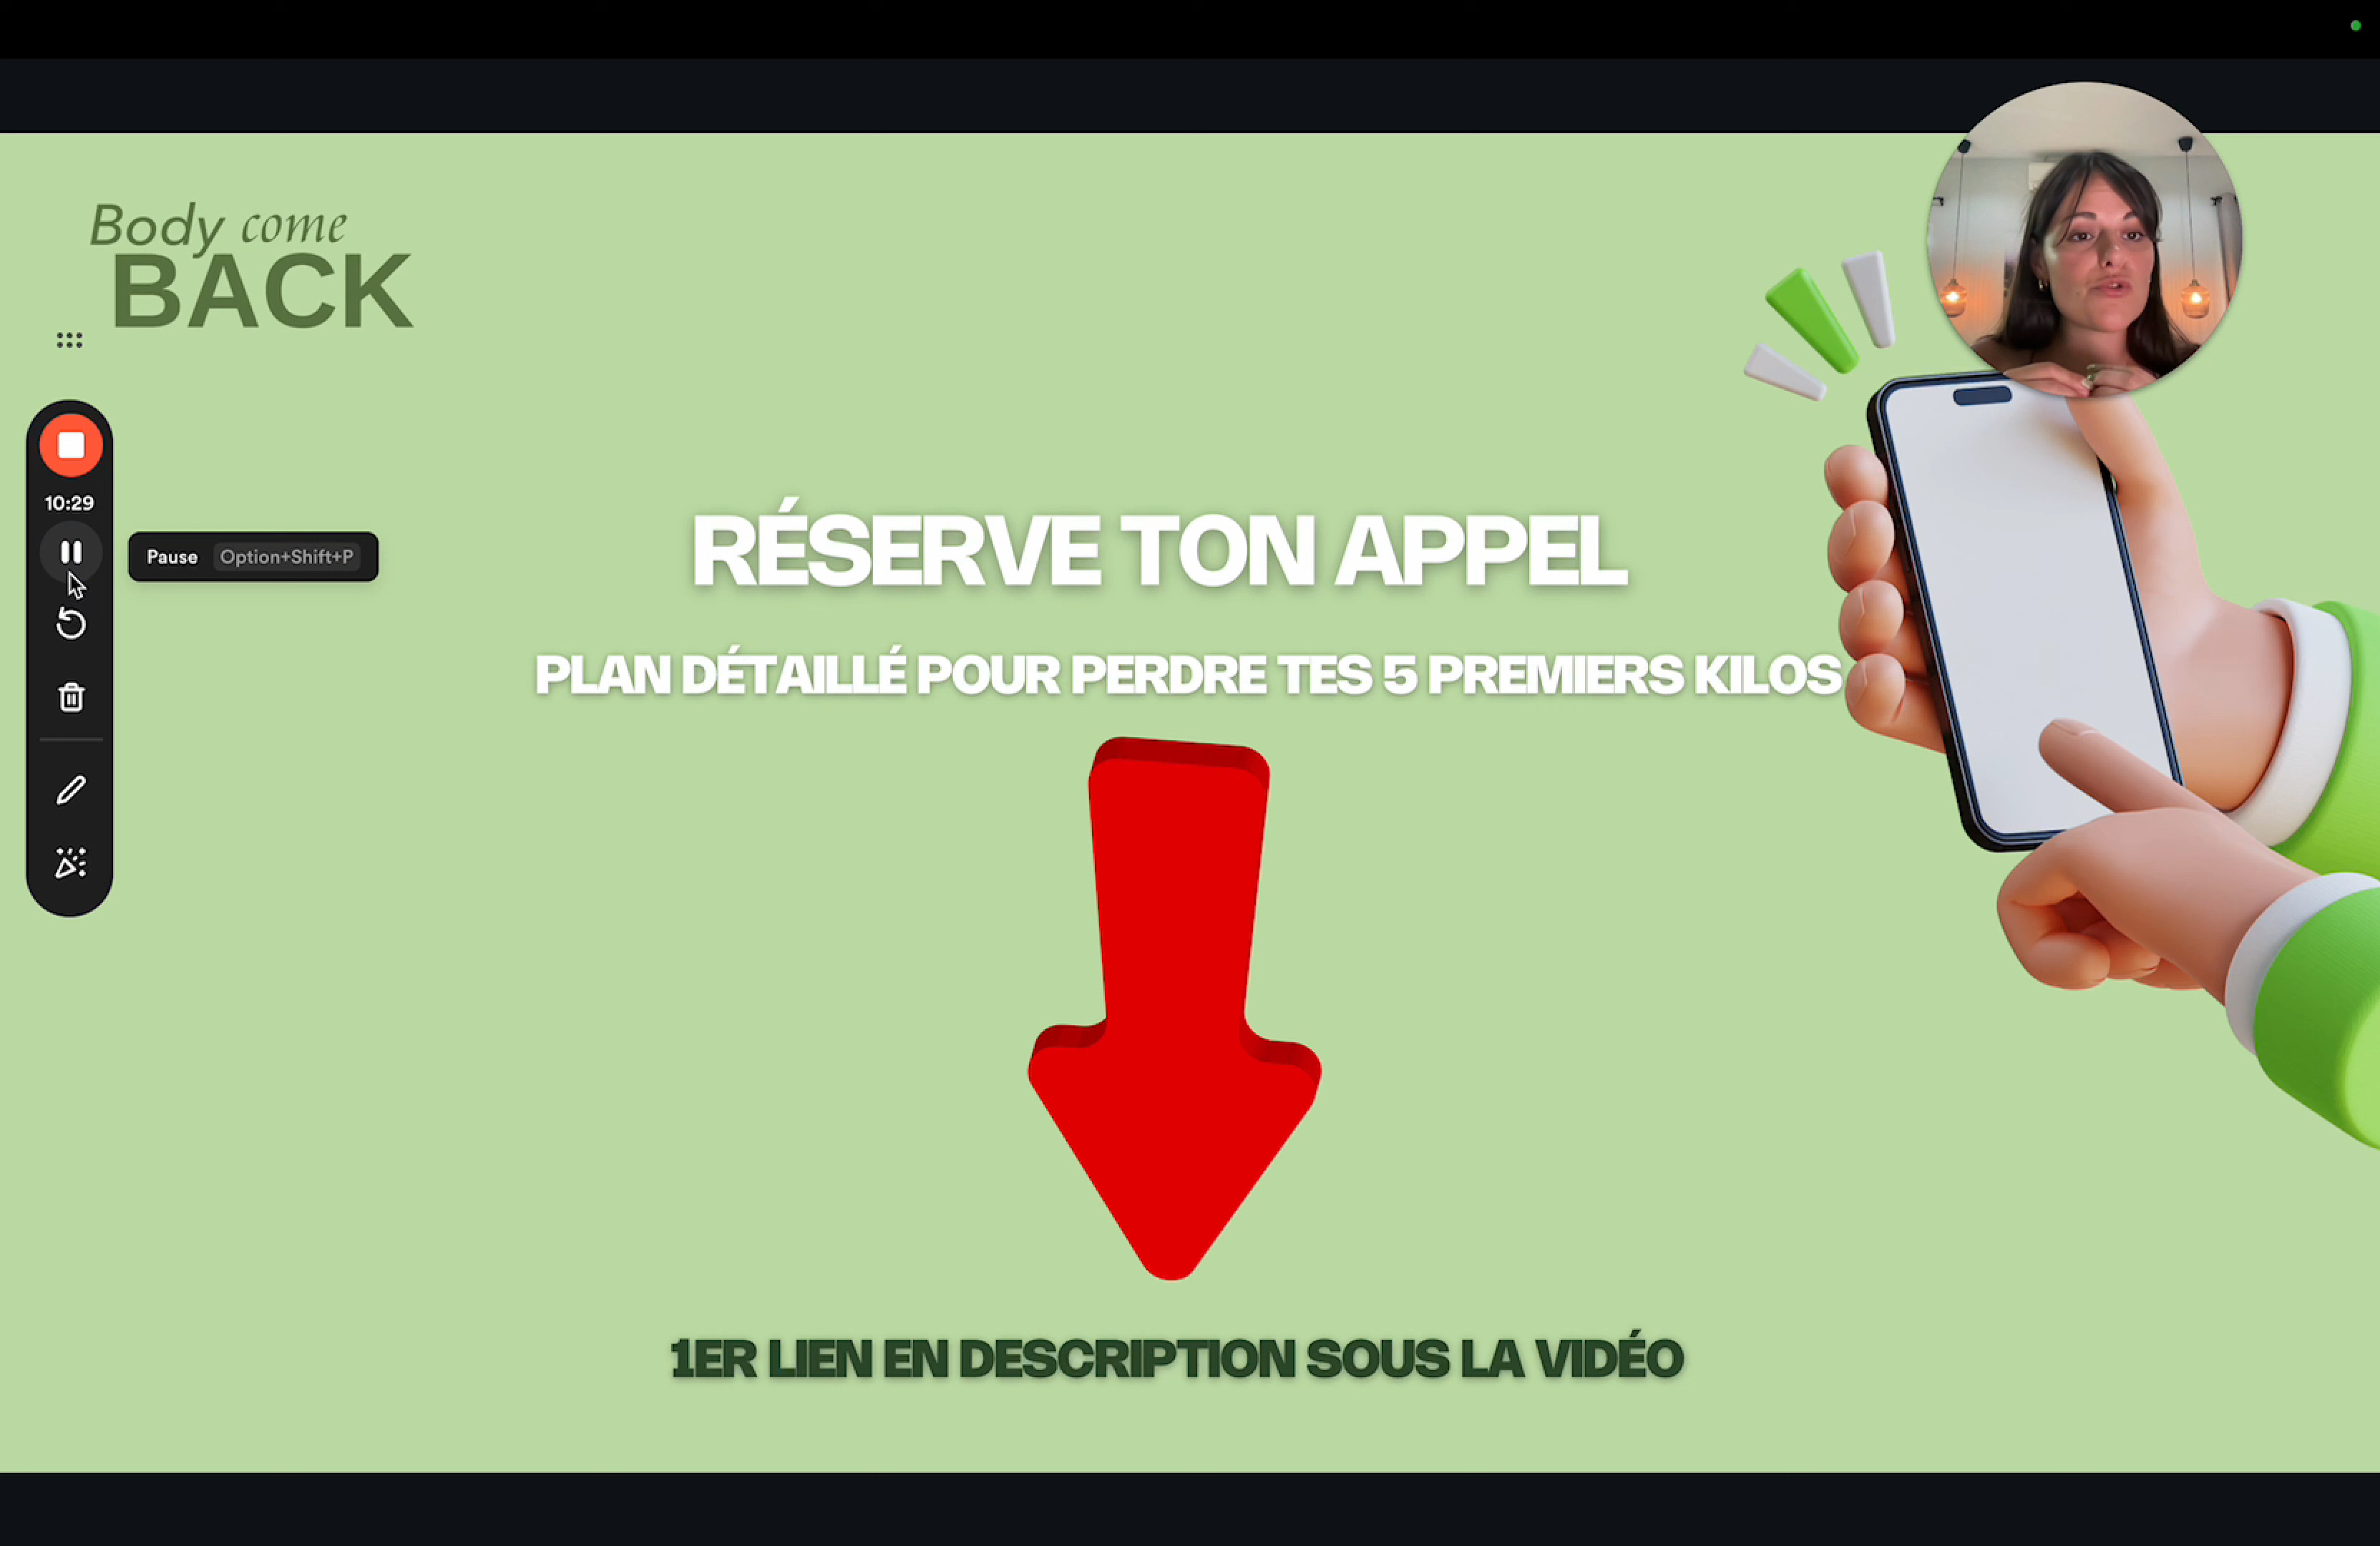 Body come
BACK
10:29
Pause Option+Shift+P
RÉSERVE TON APPEL
PLAN DÉTAILLÉ POUR PERDRE TES 5 PREMIERS KILOS
1ER LIEN EN DESCRIPTION SOUS LA VIDÉO